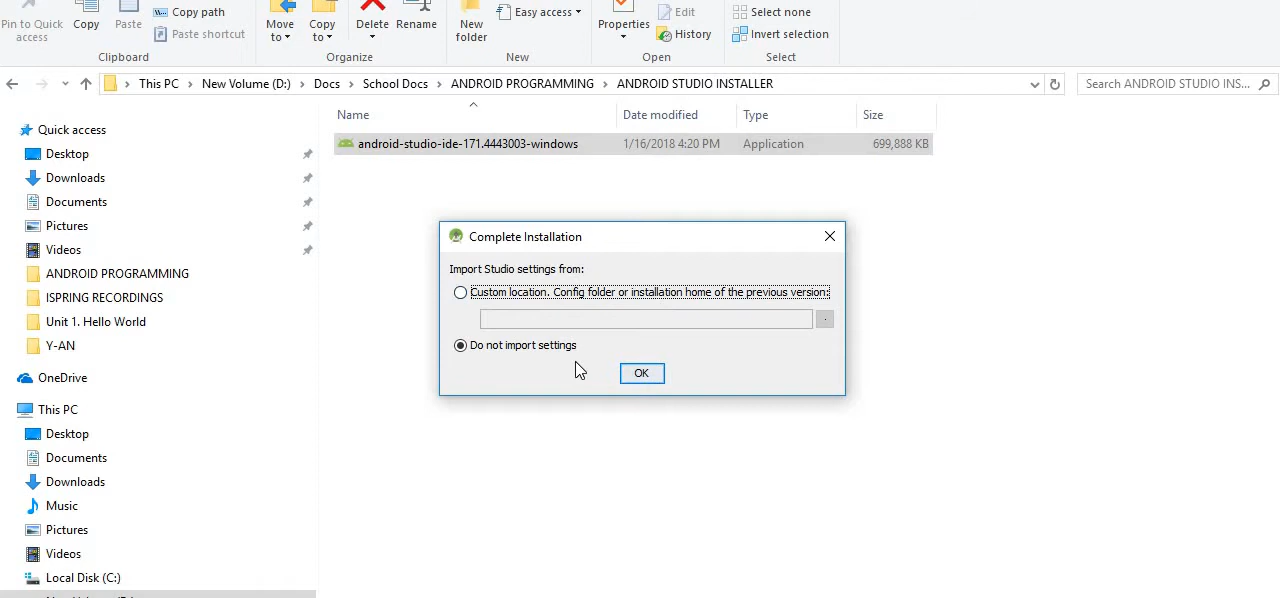 Pin to Quick access
Copy
Paste
Copy path
Paste shortcut
Clipboard
Move to
Copy to
Delete
Rename
Organize
New folder
Easy access
New
Properties
Edit
History
Open
Select none
Invert selection
Select
This PC > New Volume (D:) > Docs > School Docs > ANDROID PROGRAMMING > ANDROID STUDIO INSTALLER
Search ANDROID STUDIO INS...
Name Date modified Type Size
android-studio-ide-171.4443003-windows 1/16/2018 4:20 PM Application 699,888 KB
Quick access
Desktop
Downloads
Documents
Pictures
Videos
ANDROID PROGRAMMING
ISPRING RECORDINGS
Unit 1. Hello World
Y-AN
OneDrive
This PC
Desktop
Documents
Downloads
Music
Pictures
Videos
Local Disk (C:)
Complete Installation
Import Studio settings from:
Custom location. Config folder or installation home of the previous version:
Do not import settings
OK